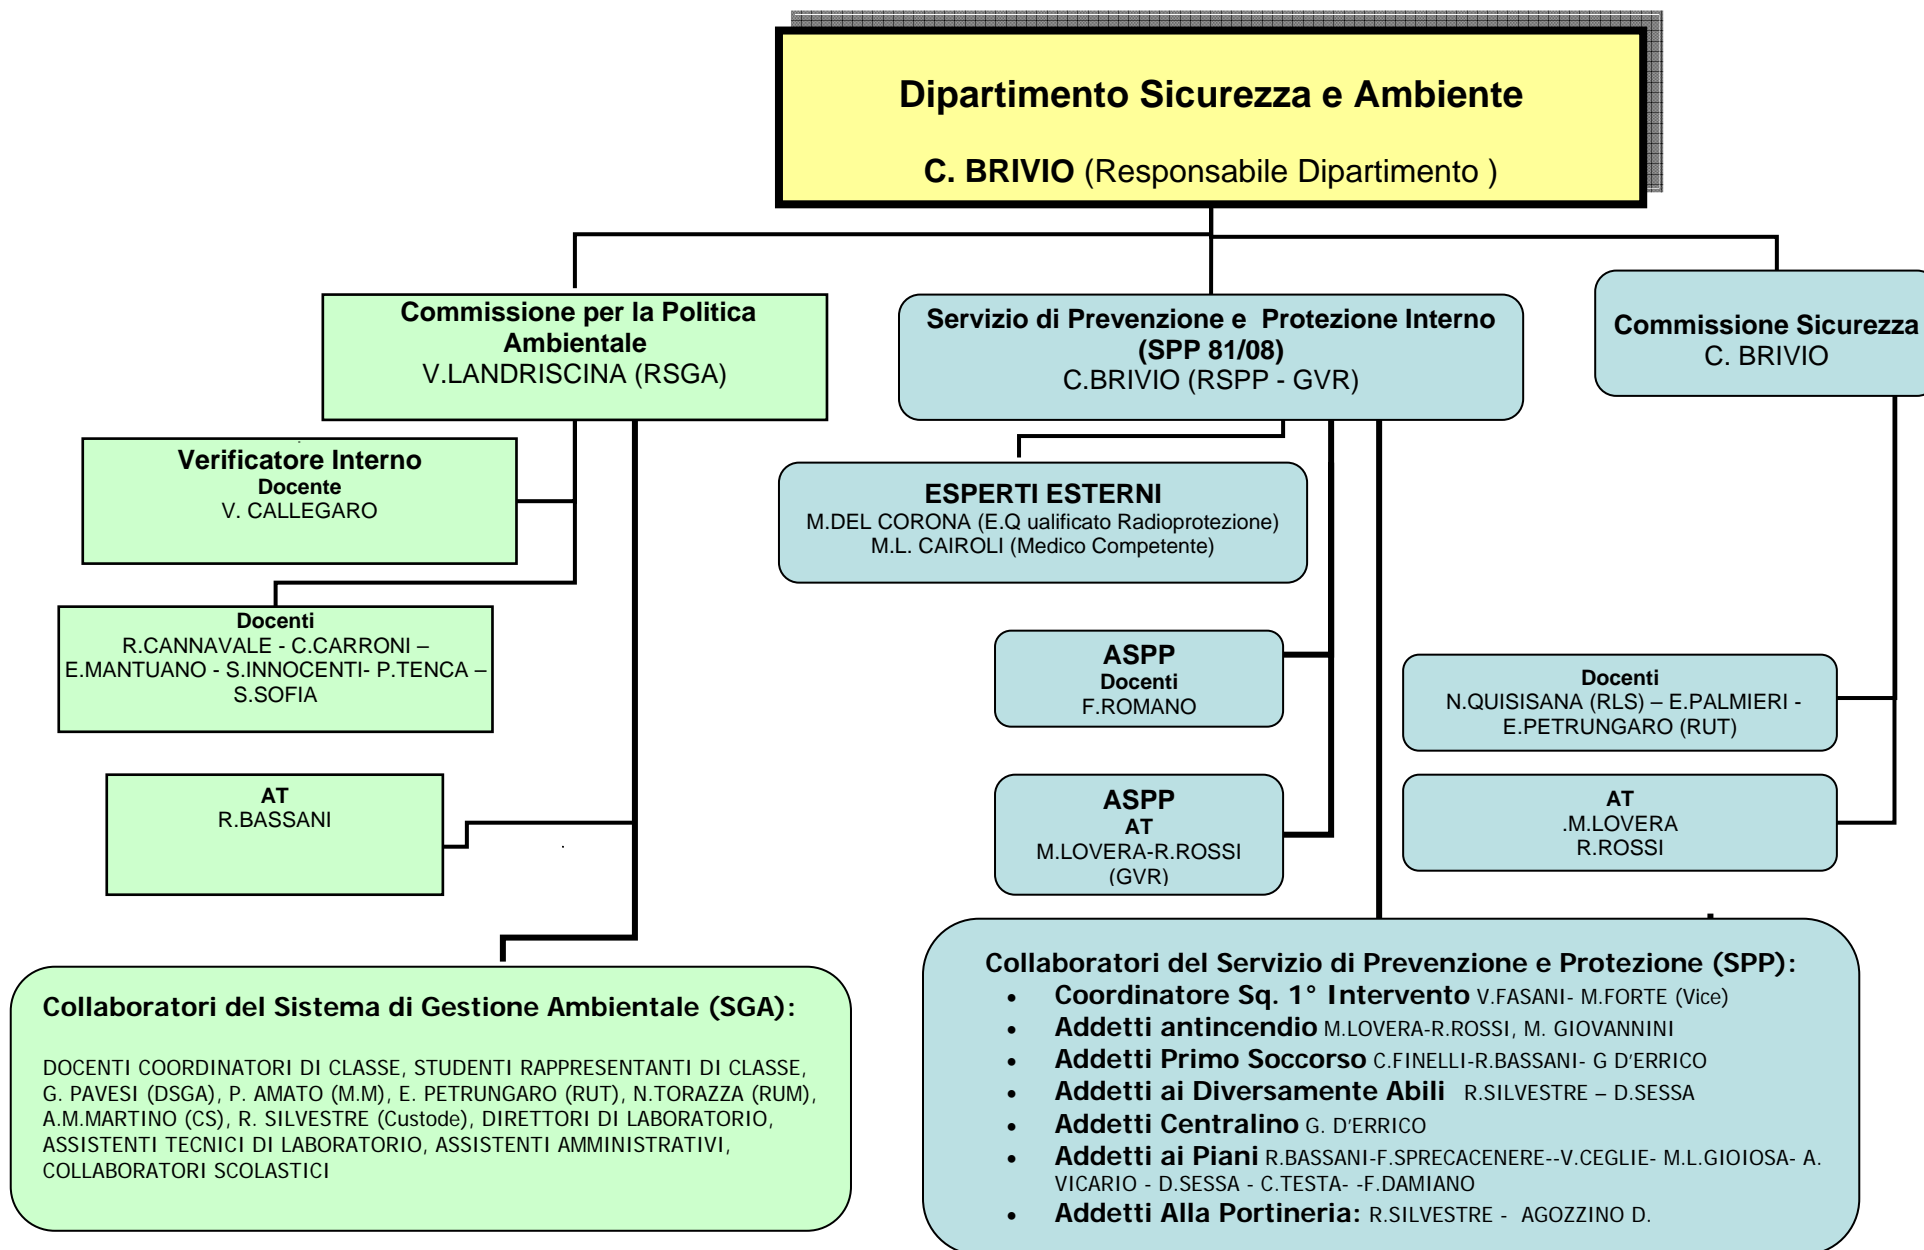 Dipartimento Sicurezza e Ambiente
C. BRIVIO (Responsabile Dipartimento )
Commissione per la Politica
Ambientale
V.LANDRISCINA (RSGA)
Servizio di Prevenzione e  Protezione Interno
(SPP 81/08)
C.BRIVIO (RSPP - GVR)
Commissione Sicurezza
C. BRIVIO
Verificatore Interno
Docente
V. CALLEGARO
ESPERTI ESTERNI
M.DEL CORONA (E.Q ualificato Radioprotezione)
M.L. CAIROLI (Medico Competente)
Docenti
R.CANNAVALE - C.CARRONI –
E.MANTUANO - S.INNOCENTI- P.TENCA –
S.SOFIA
ASPP
Docenti
F.ROMANO
Docenti
N.QUISISANA (RLS) – E.PALMIERI -
E.PETRUNGARO (RUT)
AT
R.BASSANI
ASPP
AT
M.LOVERA-R.ROSSI
(GVR)
AT
.M.LOVERA
R.ROSSI
Collaboratori del Sistema di Gestione Ambientale (SGA):
DOCENTI COORDINATORI DI CLASSE, STUDENTI RAPPRESENTANTI DI CLASSE,
G. PAVESI (DSGA), P. AMATO (M.M), E. PETRUNGARO (RUT), N.TORAZZA (RUM),
A.M.MARTINO (CS), R. SILVESTRE (Custode), DIRETTORI DI LABORATORIO,
ASSISTENTI TECNICI DI LABORATORIO, ASSISTENTI AMMINISTRATIVI,
COLLABORATORI SCOLASTICI
Collaboratori del Servizio di Prevenzione e Protezione (SPP):
• Coordinatore Sq. 1° Intervento V.FASANI- M.FORTE (Vice)
• Addetti antincendio M.LOVERA-R.ROSSI, M. GIOVANNINI
• Addetti Primo Soccorso C.FINELLI-R.BASSANI- G D'ERRICO
• Addetti ai Diversamente Abili  R.SILVESTRE – D.SESSA
• Addetti Centralino G. D'ERRICO
• Addetti ai Piani R.BASSANI-F.SPRECACENERE--V.CEGLIE- M.L.GIOIOSA- A.
VICARIO - D.SESSA - C.TESTA- -F.DAMIANO
• Addetti Alla Portineria: R.SILVESTRE -  AGOZZINO D.